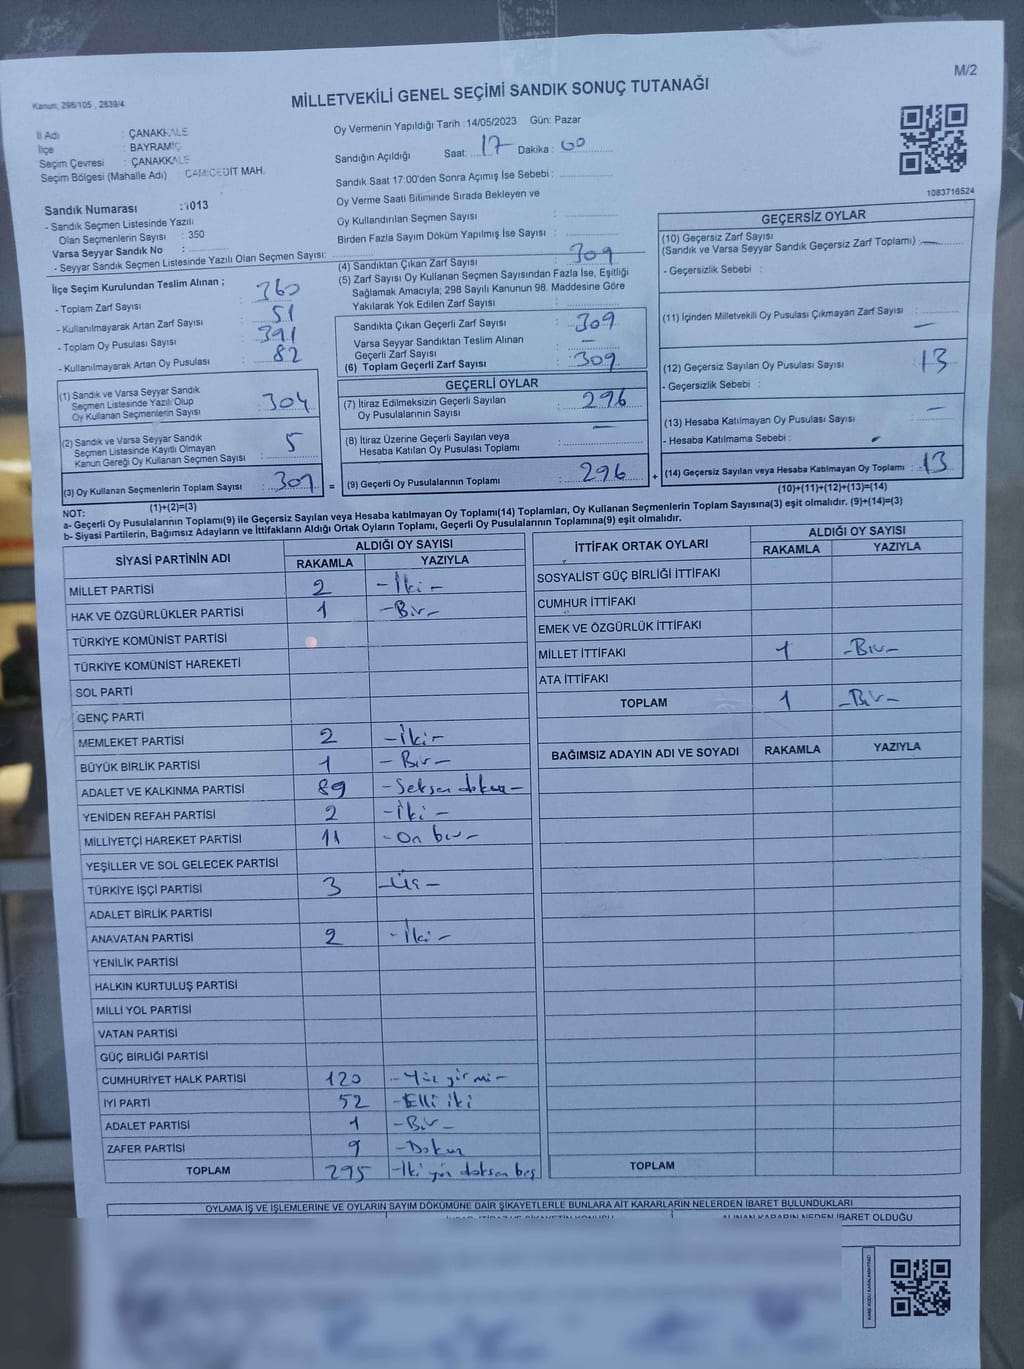 M/2
Kanun; 298/105 , 2839/4
MİLLETVEKİLİ GENEL SEÇİMİ SANDIK SONUÇ TUTANAĞI
İl Adı : ÇANAKKALE
İlçe : BAYRAMİÇ
Seçim Çevresi : ÇANAKKALE
Seçim Bölgesi (Mahalle Adı) CAMİCEDİT MAH.
Sandık Numarası : 1013
- Sandık Seçmen Listesinde Yazılı
Olan Seçmenlerin Sayısı : 350
Varsa Seyyar Sandık No :
- Seyyar Sandık Seçmen Listesinde Yazılı Olan Seçmen Sayısı:
İlçe Seçim Kurulundan Teslim Alınan ;
- Toplam Zarf Sayısı : 360
- Kullanılmayarak Artan Zarf Sayısı : 51
- Toplam Oy Pusulası Sayısı : 391
- Kullanılmayarak Artan Oy Pusulası : 82
(1) Sandık ve Varsa Seyyar Sandık
Seçmen Listesinde Yazılı Olup
Oy Kullanan Seçmenlerin Sayısı : 304
(2) Sandık ve Varsa Seyyar Sandık
Seçmen Listesinde Kayıtlı Olmayan
Kanun Gereği Oy Kullanan Seçmen Sayısı : 5
(3) Oy Kullanan Seçmenlerin Toplam Sayısı : 309 =
(1)+(2)=(3)
Oy Vermenin Yapıldığı Tarih : 14/05/2023 Gün: Pazar
Sandığın Açıldığı Saat: 17 Dakika : 00
Sandık Saat 17:00'den Sonra Açımış İse Sebebi :
Oy Verme Saati Bitiminde Sırada Bekleyen ve
Oy Kullandırılan Seçmen Sayısı :
Birden Fazla Sayım Döküm Yapılmış İse Sayısı :
(4) Sandıktan Çıkan Zarf Sayısı : 309
(5) Zarf Sayısı Oy Kullanan Seçmen Sayısından Fazla İse, Eşitliği
Sağlamak Amacıyla; 298 Sayılı Kanunun 98. Maddesine Göre
Yakılarak Yok Edilen Zarf Sayısı :
Sandıkta Çıkan Geçerli Zarf Sayısı : 309
Varsa Seyyar Sandıktan Teslim Alınan
Geçerli Zarf Sayısı : —
(6) Toplam Geçerli Zarf Sayısı : 309
GEÇERLİ OYLAR
(7) İtiraz Edilmeksizin Geçerli Sayılan
Oy Pusulalarının Sayısı : 296
(8) İtiraz Üzerine Geçerli Sayılan veya
Hesaba Katılan Oy Pusulası Toplamı : —
(9) Geçerli Oy Pusulalarının Toplamı : 296 +
1083716524
GEÇERSİZ OYLAR
(10) Geçersiz Zarf Sayısı
(Sandık ve Varsa Seyyar Sandık Geçersiz Zarf Toplamı) : —
- Geçersizlik Sebebi :
(11) İçinden Milletvekili Oy Pusulası Çıkmayan Zarf Sayısı : —
(12) Geçersiz Sayılan Oy Pusulası Sayısı : 13
- Geçersizlik Sebebi :
(13) Hesaba Katılmayan Oy Pusulası Sayısı : —
- Hesaba Katılmama Sebebi :
(14) Geçersiz Sayılan veya Hesaba Katılmayan Oy Toplamı : 13
(10)+(11)+(12)+(13)=(14)
NOT:
a- Geçerli Oy Pusulalarının Toplamı(9) ile Geçersiz Sayılan veya hesaba katılmayan Oy Toplamı(14) Toplamları, Oy Kullanan Seçmenlerin Toplam Sayısına(3) eşit olmalıdır. (9)+(14)=(3)
b- Siyasi Partilerin, Bağımsız Adayların ve İttifakların Aldığı Ortak Oyların Toplamı, Geçerli Oy Pusulalarının Toplamına(9) eşit olmalıdır.
SİYASİ PARTİNİN ADI ALDIĞI OY SAYISI
RAKAMLA YAZIYLA
MİLLET PARTİSİ 2 -İki-
HAK VE ÖZGÜRLÜKLER PARTİSİ 1 -Bir-
TÜRKİYE KOMÜNİST PARTİSİ
TÜRKİYE KOMÜNİST HAREKETİ
SOL PARTİ
GENÇ PARTİ
MEMLEKET PARTİSİ 2 -İki-
BÜYÜK BİRLİK PARTİSİ 1 -Bir-
ADALET VE KALKINMA PARTİSİ 89 -Seksen dokuz-
YENİDEN REFAH PARTİSİ 2 -İki-
MİLLİYETÇİ HAREKET PARTİSİ 11 -On bir-
YEŞİLLER VE SOL GELECEK PARTİSİ
TÜRKİYE İŞÇİ PARTİSİ 3 -Üç-
ADALET BİRLİK PARTİSİ
ANAVATAN PARTİSİ 2 -İki-
YENİLİK PARTİSİ
HALKIN KURTULUŞ PARTİSİ
MİLLİ YOL PARTİSİ
VATAN PARTİSİ
GÜÇ BİRLİĞİ PARTİSİ
CUMHURİYET HALK PARTİSİ 120 -Yüz yirmi-
İYİ PARTİ 52 -Elli iki
ADALET PARTİSİ 1 -Bir-
ZAFER PARTİSİ 9 -Dokuz
TOPLAM 295 -İki yüz doksan beş
İTTİFAK ORTAK OYLARI ALDIĞI OY SAYISI
RAKAMLA YAZIYLA
SOSYALİST GÜÇ BİRLİĞİ İTTİFAKI
CUMHUR İTTİFAKI
EMEK VE ÖZGÜRLÜK İTTİFAKI
MİLLET İTTİFAKI 1 -Bir-
ATA İTTİFAKI
TOPLAM 1 -Bir-
BAĞIMSIZ ADAYIN ADI VE SOYADI RAKAMLA YAZIYLA
TOPLAM
OYLAMA İŞ VE İŞLEMLERİNE VE OYLARIN SAYIM DÖKÜMÜNE DAİR ŞİKAYETLERLE BUNLARA AİT KARARLARIN NELERDEN İBARET BULUNDUKLARI
ALINAN KARARIN NEDEN İBARET OLDUĞU